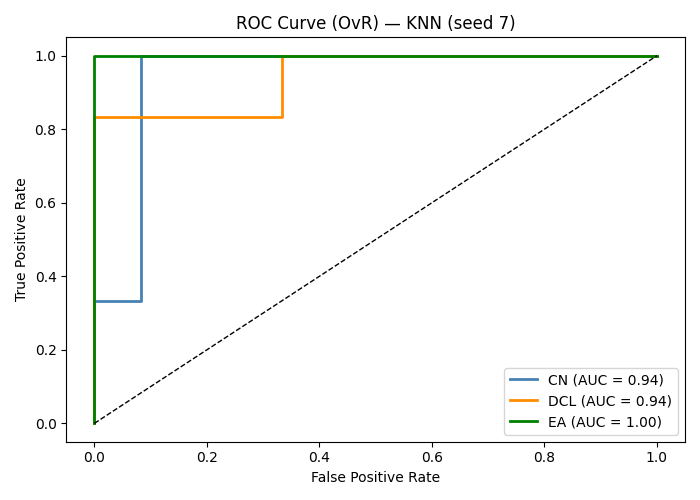 ROC Curve (OvR) — KNN (seed 7)
True Positive Rate
1.0
0.8
0.6
0.4
0.2
0.0
0.0 0.2 0.4 0.6 0.8 1.0
False Positive Rate
CN (AUC = 0.94)
DCL (AUC = 0.94)
EA (AUC = 1.00)